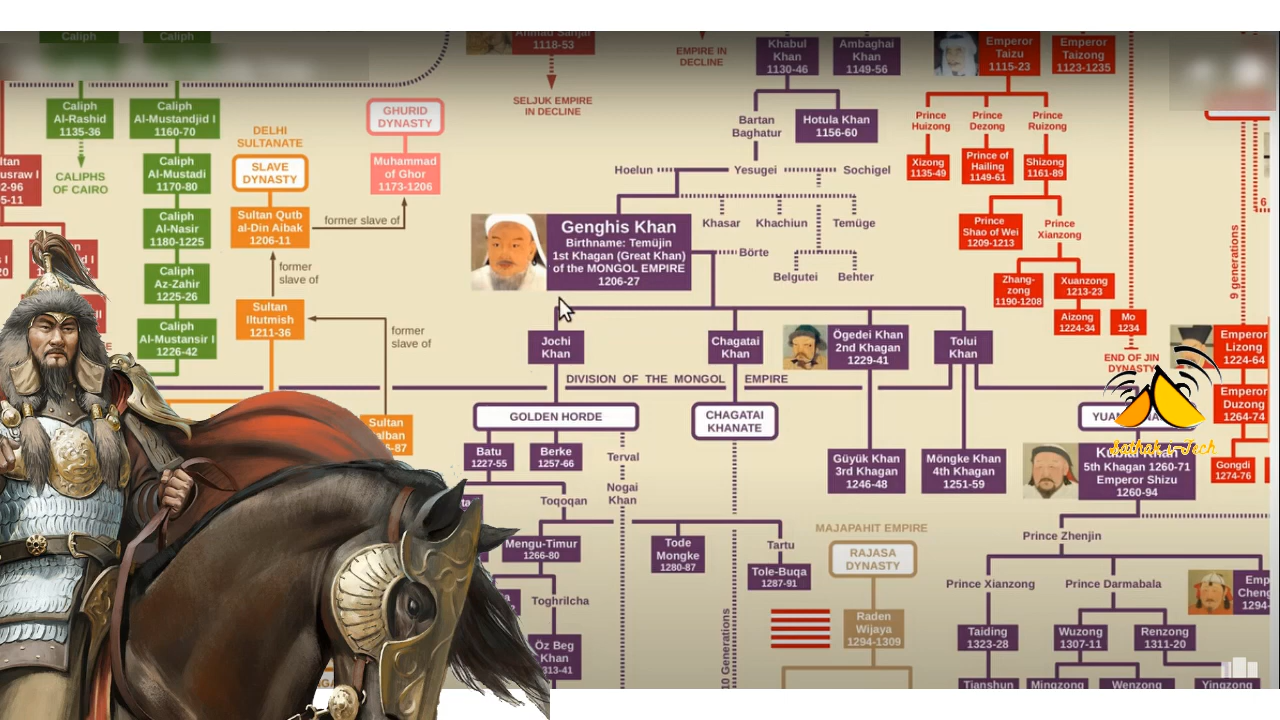 Caliph
Caliph
Ahmad Sanjar
1118-53
EMPIRE IN
DECLINE
Khabul
Khan
1130-46
Ambaghai
Khan
1149-56
Emperor
Taizu
1115-23
Emperor
Taizong
1123-1235
SELJUK EMPIRE
IN DECLINE
Caliph
Al-Rashid
1135-36
Caliph
Al-Mustandjid I
1160-70
GHURID
DYNASTY
Bartan
Baghatur
Hotula Khan
1156-60
Prince
Huizong
Prince
Dezong
Prince
Ruizong
DELHI
SULTANATE
SLAVE
DYNASTY
Muhammad
of Ghor
1173-1206
CALIPHS
OF CAIRO
Caliph
Al-Mustadi
1170-80
Hoelun
Yesugei
Sochigel
Xizong
1135-49
Prince of
Hailing
1149-61
Shizong
1161-89
Sultan Qutb
al-Din Aibak
1206-11
former slave of
Caliph
Al-Nasir
1180-1225
Genghis Khan
Birthname: Temüjin
1st Khagan (Great Khan)
of the MONGOL EMPIRE
1206-27
Khasar
Khachiun
Temüge
Börte
Belgutei
Behter
Prince
Shao of Wei
1209-1213
Prince
Xianzong
9 generations
6
former
slave of
Caliph
Az-Zahir
1225-26
Zhang-
zong
1190-1208
Xuanzong
1213-23
Aizong
1224-34
Mo
1234
Sultan
Iltutmish
1211-36
former
slave of
Caliph
Al-Mustansir I
1226-42
Jochi
Khan
Chagatai
Khan
Ögedei Khan
2nd Khagan
1229-41
Tolui
Khan
Emperor
Lizong
1224-64
END OF JIN
DYNASTY
DIVISION OF THE MONGOL EMPIRE
Emperor
Duzong
1264-74
GOLDEN HORDE
CHAGATAI
KHANATE
Sultan
Sathak's Tech
Batu
1227-55
Berke
1257-66
Terval
Güyük Khan
3rd Khagan
1246-48
Möngke Khan
4th Khagan
1251-59
5th Khagan 1260-71
Emperor Shizu
1260-94
Gongdi
1274-76
Nogai
Khan
Toqoqan
MAJAPAHIT EMPIRE
RAJASA
DYNASTY
Prince Zhenjin
Mengu-Timur
1266-80
Tode
Mongke
1280-87
Tartu
Tole-Buqa
1287-91
Prince Xianzong
Prince Darmabala
Toghrilcha
Raden
Wijaya
1294-1309
Öz Beg
Khan
10 Generations
Taiding
1323-28
Wuzong
1307-11
Renzong
1311-20
Tianshun
Mingzong
Wenzong
Yingzong